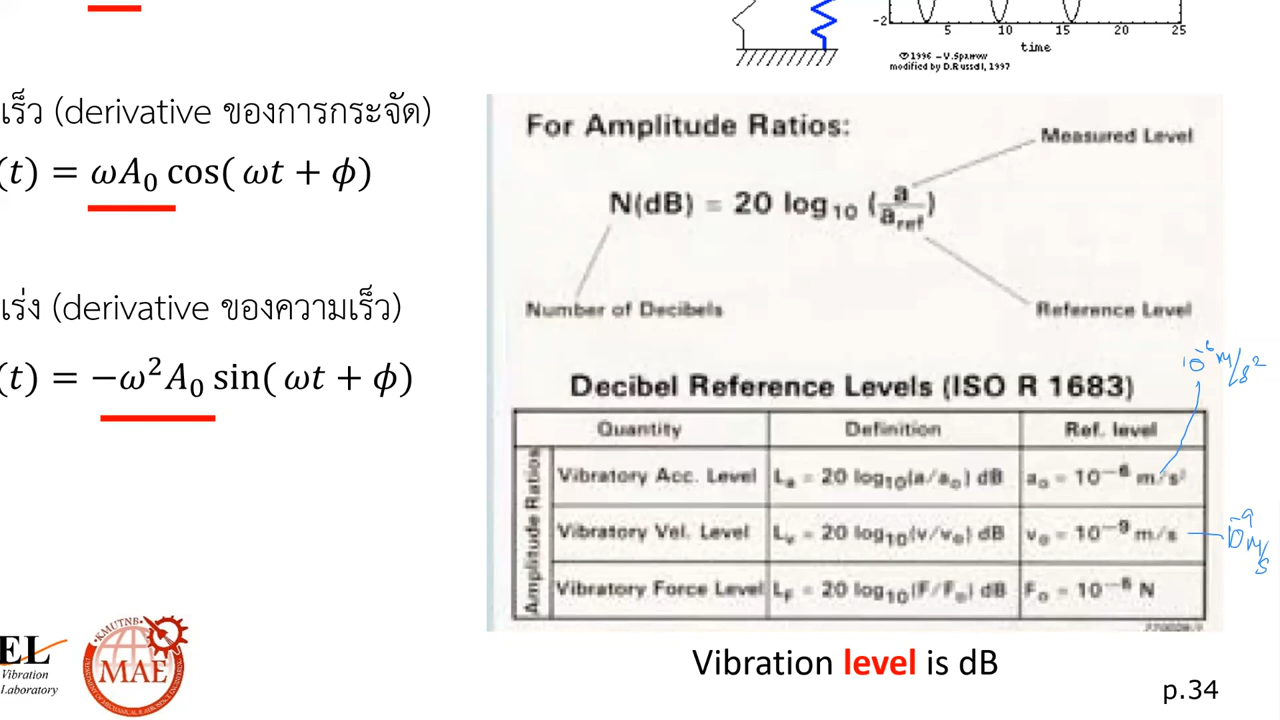 -2
5 10 15 20 25
time
©1996 – V.Sparrow
modified by D.Russell, 1997
เร็ว (derivative ของการกระจัด)
(t) = ωA₀ cos( ωt + ϕ)
เร่ง (derivative ของความเร็ว)
(t) = −ω²A₀ sin( ωt + ϕ)
For Amplitude Ratios:
Measured Level
N(dB) = 20 log₁₀ (a/a_ref)
Number of Decibels
Reference Level
10⁻⁶ m/s²
Decibel Reference Levels (ISO R 1683)
Quantity Definition Ref. level
Amplitude Ratios
Vibratory Acc. Level Lₐ = 20 log₁₀(a/a₀) dB a₀ = 10⁻⁶ m/s²
Vibratory Vel. Level Lᵥ = 20 log₁₀(v/v₀) dB v₀ = 10⁻⁹ m/s
10⁻⁹ m/s
Vibratory Force Level L_F = 20 log₁₀(F/F₀) dB F₀ = 10⁻⁶ N
Vibration level is dB
EL
Vibration
Laboratory
KMUTNB
MAE
p.34